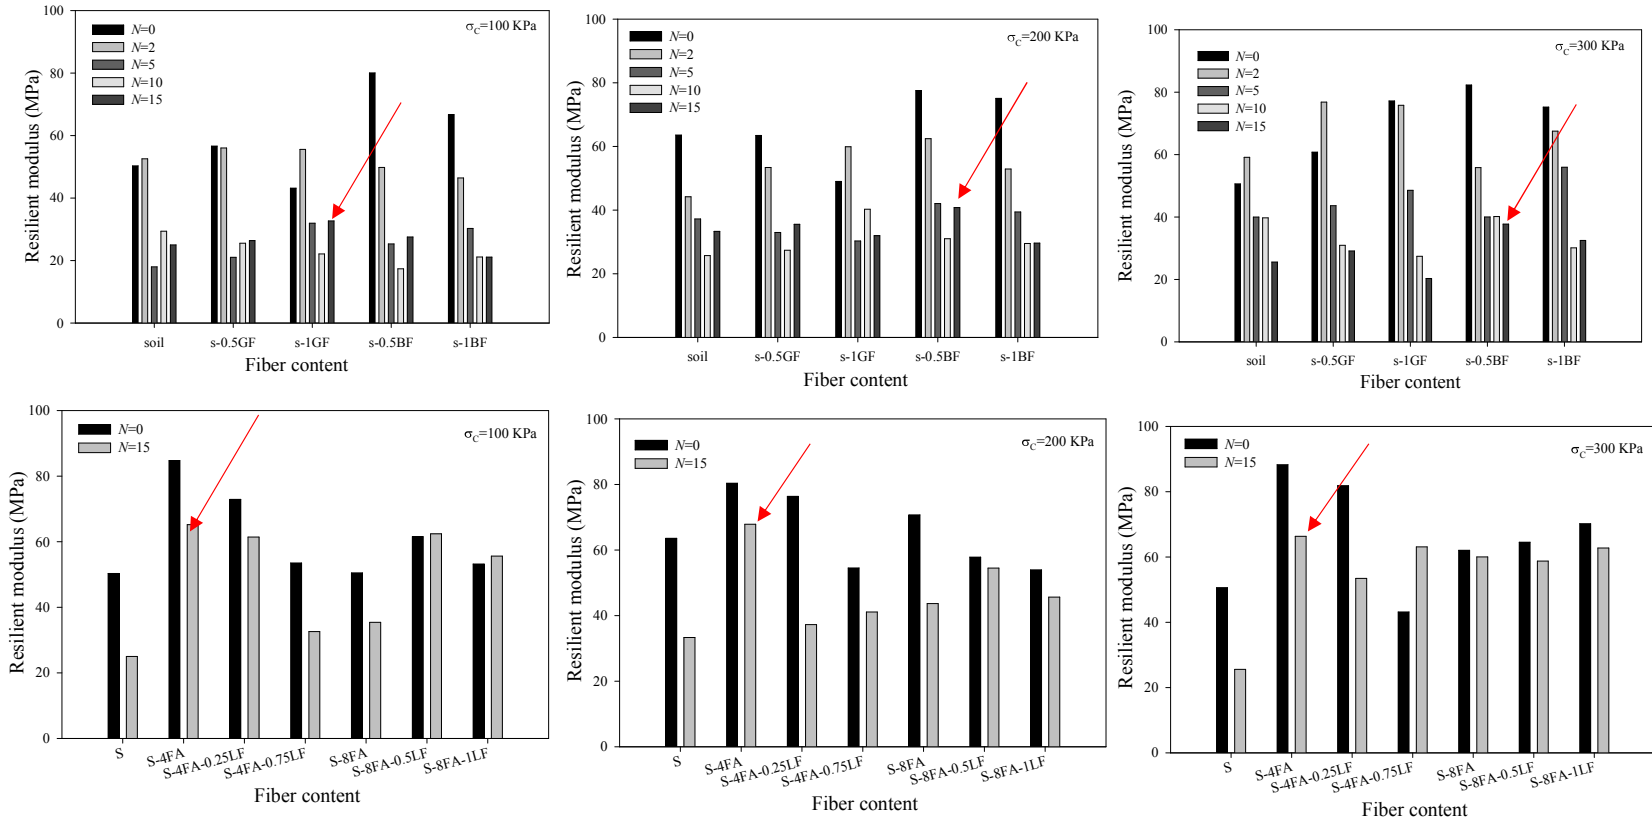 100
80
60
40
20
0
Resilient modulus (MPa)
N=0
N=2
N=5
N=10
N=15
σC=100 KPa
soil s-0.5GF s-1GF s-0.5BF s-1BF
Fiber content
100
80
60
40
20
0
Resilient modulus (MPa)
N=0
N=2
N=5
N=10
N=15
σC=200 KPa
soil s-0.5GF s-1GF s-0.5BF s-1BF
Fiber content
100
80
60
40
20
0
Resilient modulus (MPa)
N=0
N=2
N=5
N=10
N=15
σC=300 KPa
soil s-0.5GF s-1GF s-0.5BF s-1BF
Fiber content
100
80
60
40
20
0
Resilient modulus (MPa)
N=0
N=15
σC=100 KPa
S S-4FA S-4FA-0.25LF S-4FA-0.75LF S-8FA S-8FA-0.5LF S-8FA-1LF
Fiber content
100
80
60
40
20
0
Resilient modulus (MPa)
N=0
N=15
σC=200 KPa
S S-4FA S-4FA-0.25LF S-4FA-0.75LF S-8FA S-8FA-0.5LF S-8FA-1LF
Fiber content
100
80
60
40
20
0
Resilient modulus (MPa)
N=0
N=15
σC=300 KPa
S S-4FA S-4FA-0.25LF S-4FA-0.75LF S-8FA S-8FA-0.5LF S-8FA-1LF
Fiber content